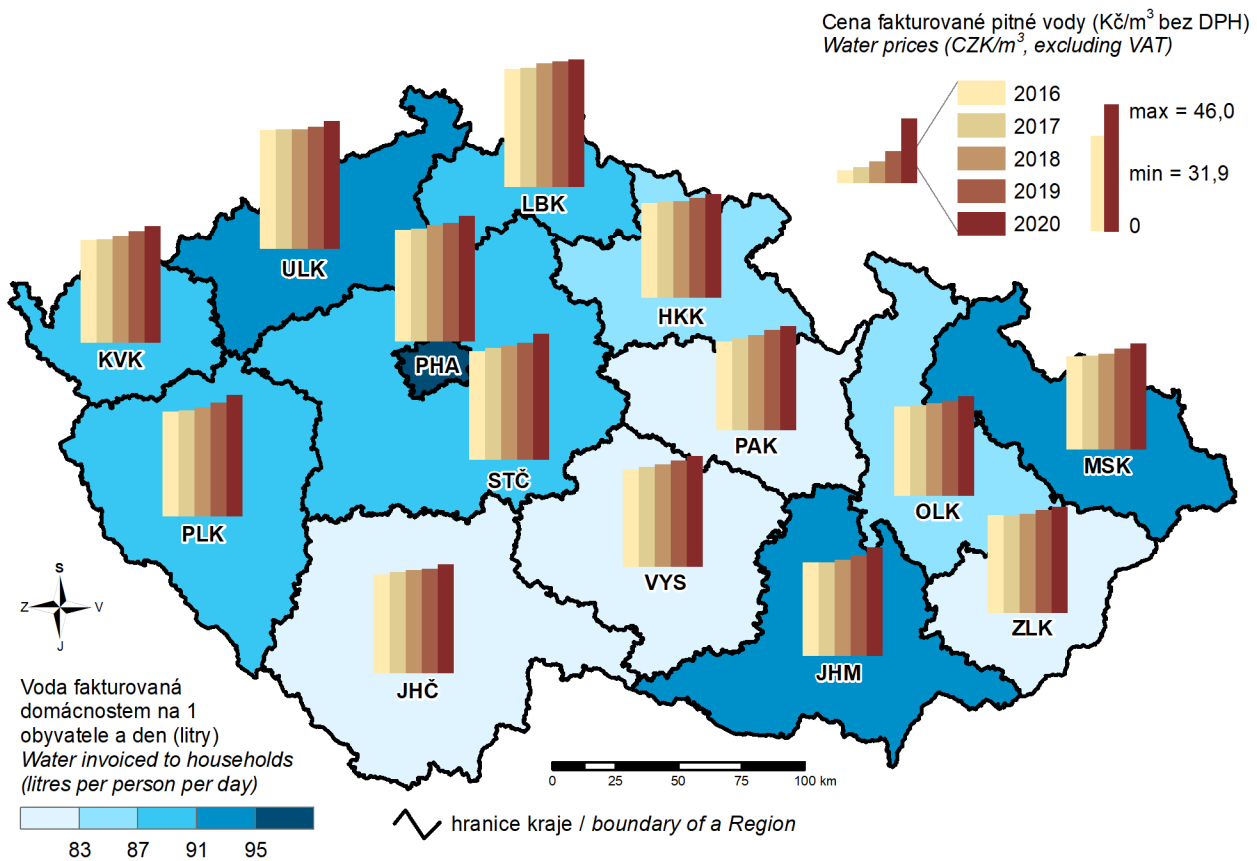 Cena fakturované pitné vody (Kč/m³ bez DPH)
Water prices (CZK/m³, excluding VAT)
2016
2017
2018
2019
2020
max = 46,0
min = 31,9
0
LBK
ULK
HKK
KVK
PHA
PAK
STČ
MSK
OLK
PLK
VYS
ZLK
JHČ
JHM
S
Z V
J
Voda fakturovaná
domácnostem na 1
obyvatele a den (litry)
Water invoiced to households
(litres per person per day)
83 87 91 95
0 25 50 75 100 km
hranice kraje / boundary of a Region